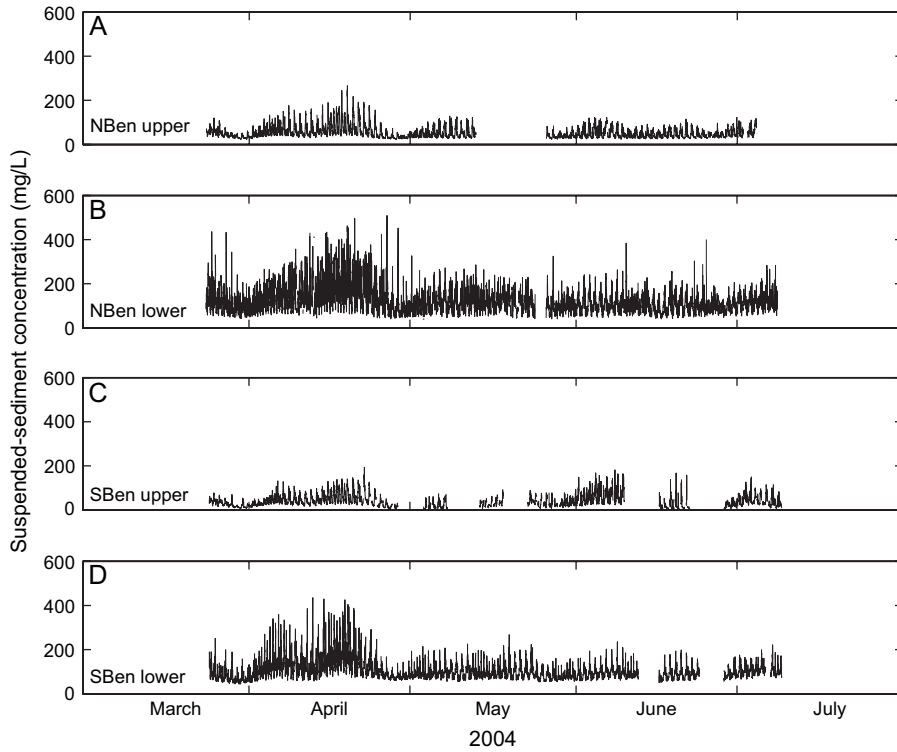 Suspended-sediment concentration (mg/L)
A
600
400
200
0
NBen upper
B
600
400
200
0
NBen lower
C
600
400
200
0
SBen upper
D
600
400
200
0
SBen lower
March April May June July
2004